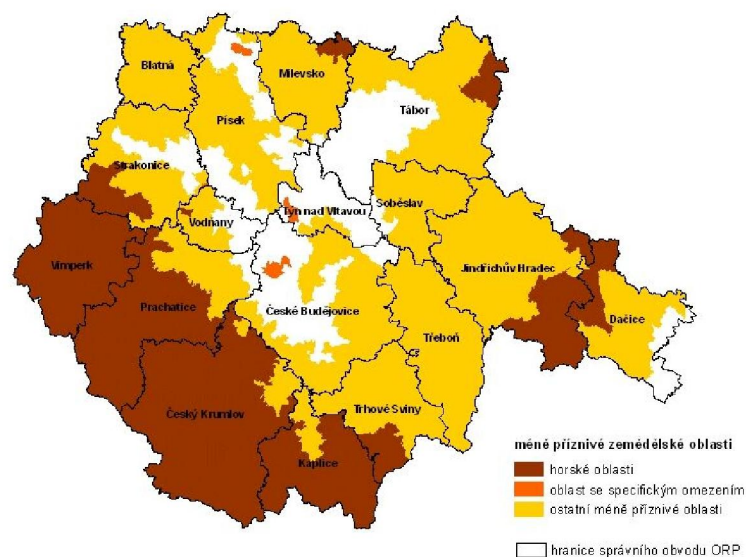 Blatná
Milevsko
Tábor
Písek
Strakonice
Soběslav
Týn nad Vltavou
Vodňany
Vimperk
Jindřichův Hradec
Prachatice
České Budějovice
Dačice
Třeboň
Český Krumlov
Trhové Sviny
Kaplice
méně příznivé zemědělské oblasti
horské oblasti
oblast se specifickým omezením
ostatní méně příznivé oblasti
hranice správního obvodu ORP